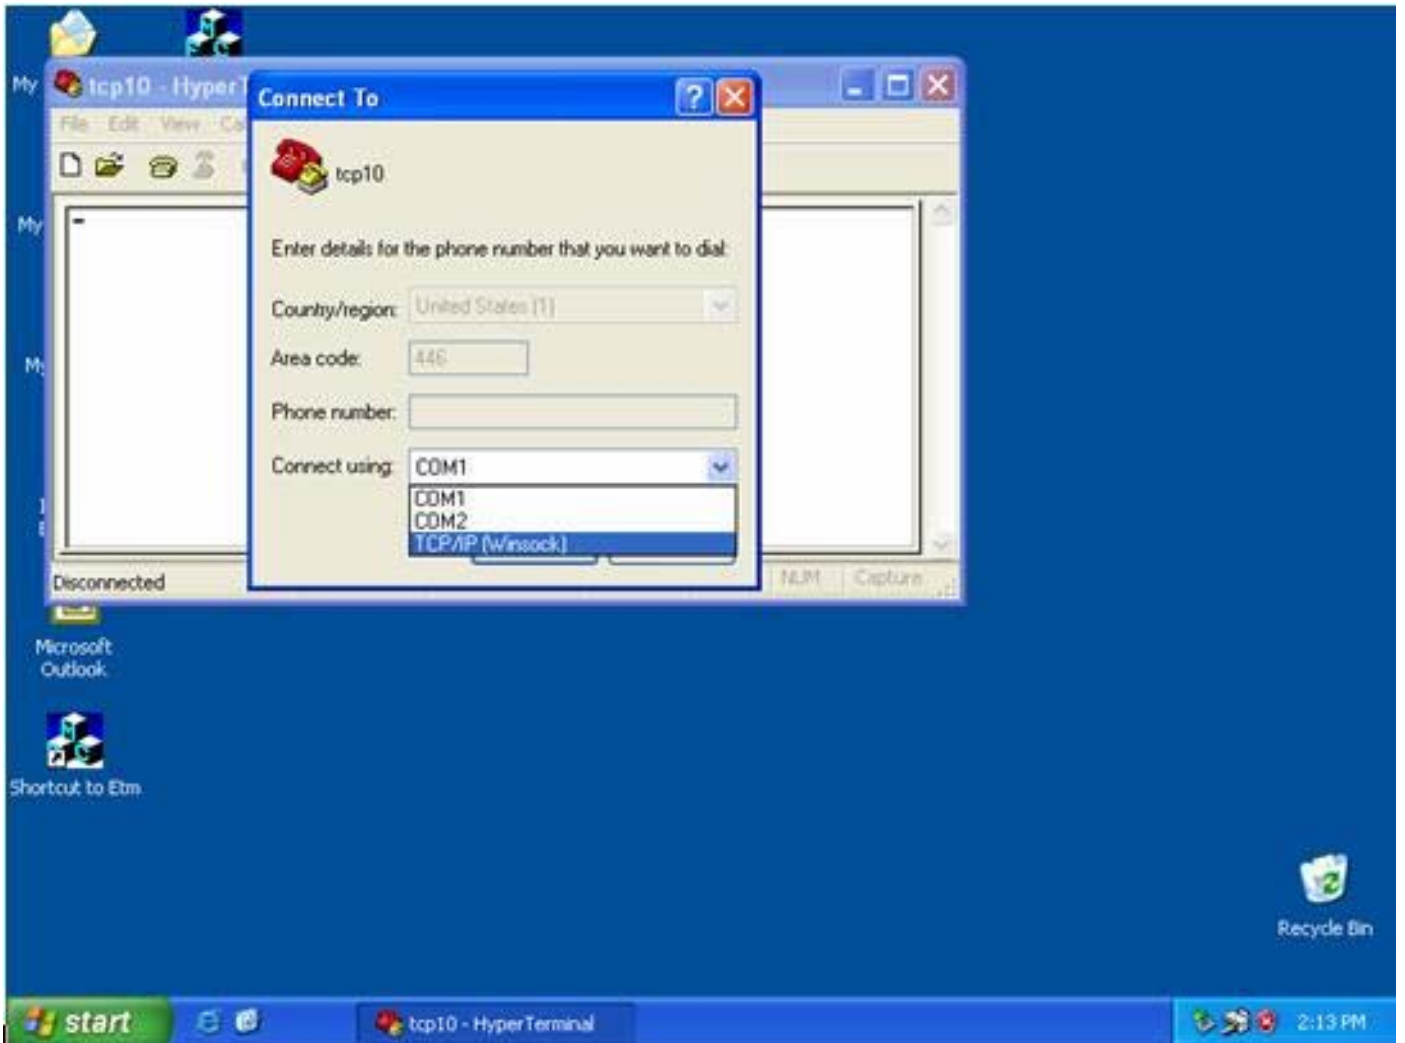 My
tcp10 - HyperT
File Edit View Ca
Connect To
tcp10
My
Enter details for the phone number that you want to dial:
Country/region: United States (1)
Area code: 446
My
Phone number:
Connect using: COM1
COM1
COM2
TCP/IP (Winsock)
Disconnected
NUM Capture
Microsoft
Outlook
Shortcut to Etm
Recycle Bin
start
tcp10 - HyperTerminal
2:13 PM